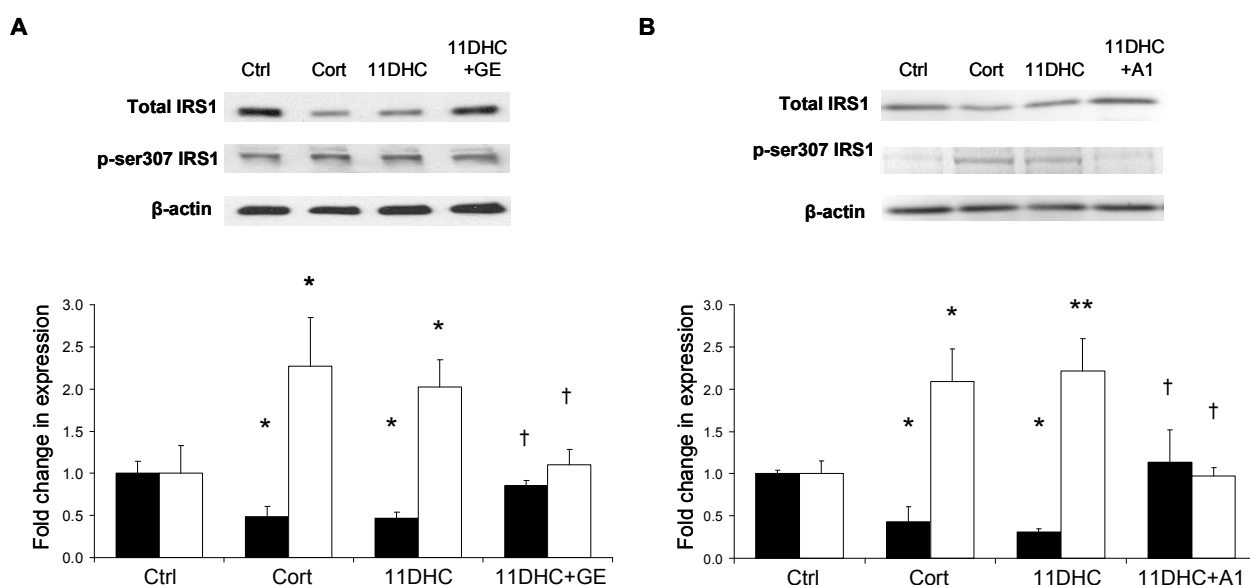 A
Ctrl
Cort
11DHC
11DHC
+GE
Total IRS1
p-ser307 IRS1
β-actin
Fold change in expression
3.0
2.5
2.0
1.5
1.0
0.5
0.0
*
*
*
*
†
†
Ctrl
Cort
11DHC
11DHC+GE
B
Ctrl
Cort
11DHC
11DHC
+A1
Total IRS1
p-ser307 IRS1
β-actin
Fold change in expression
3.0
2.5
2.0
1.5
1.0
0.5
0.0
*
*
*
**
†
†
Ctrl
Cort
11DHC
11DHC+A1